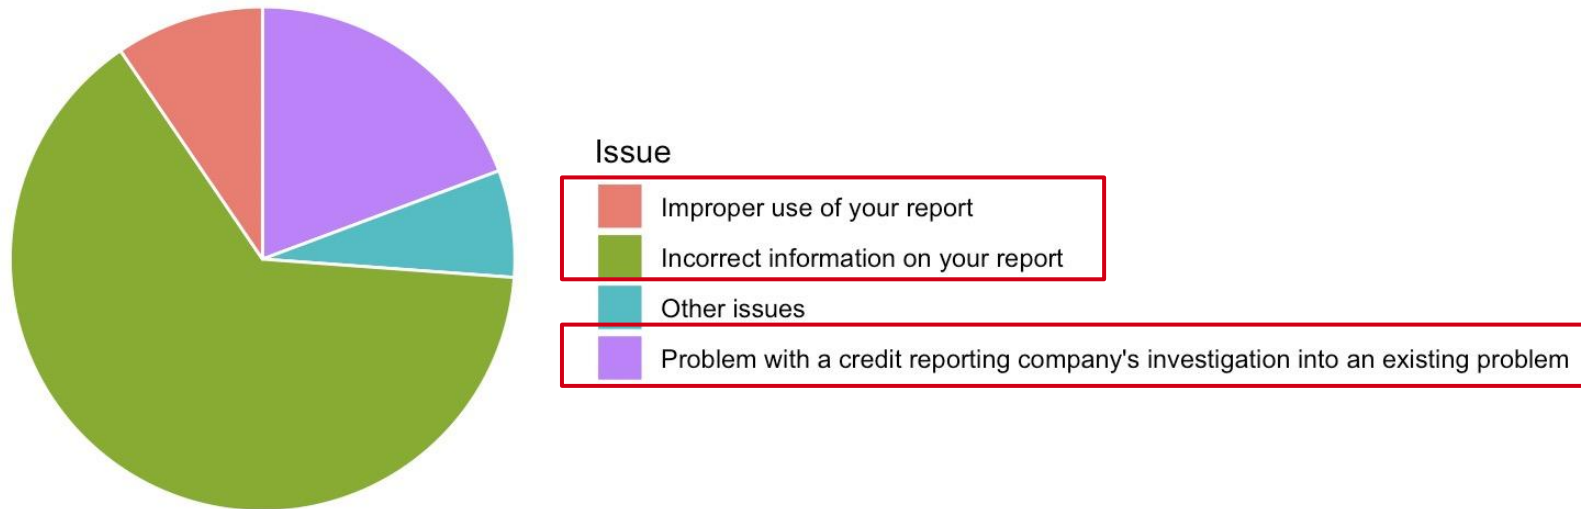 Issue
Improper use of your report
Incorrect information on your report
Other issues
Problem with a credit reporting company's investigation into an existing problem